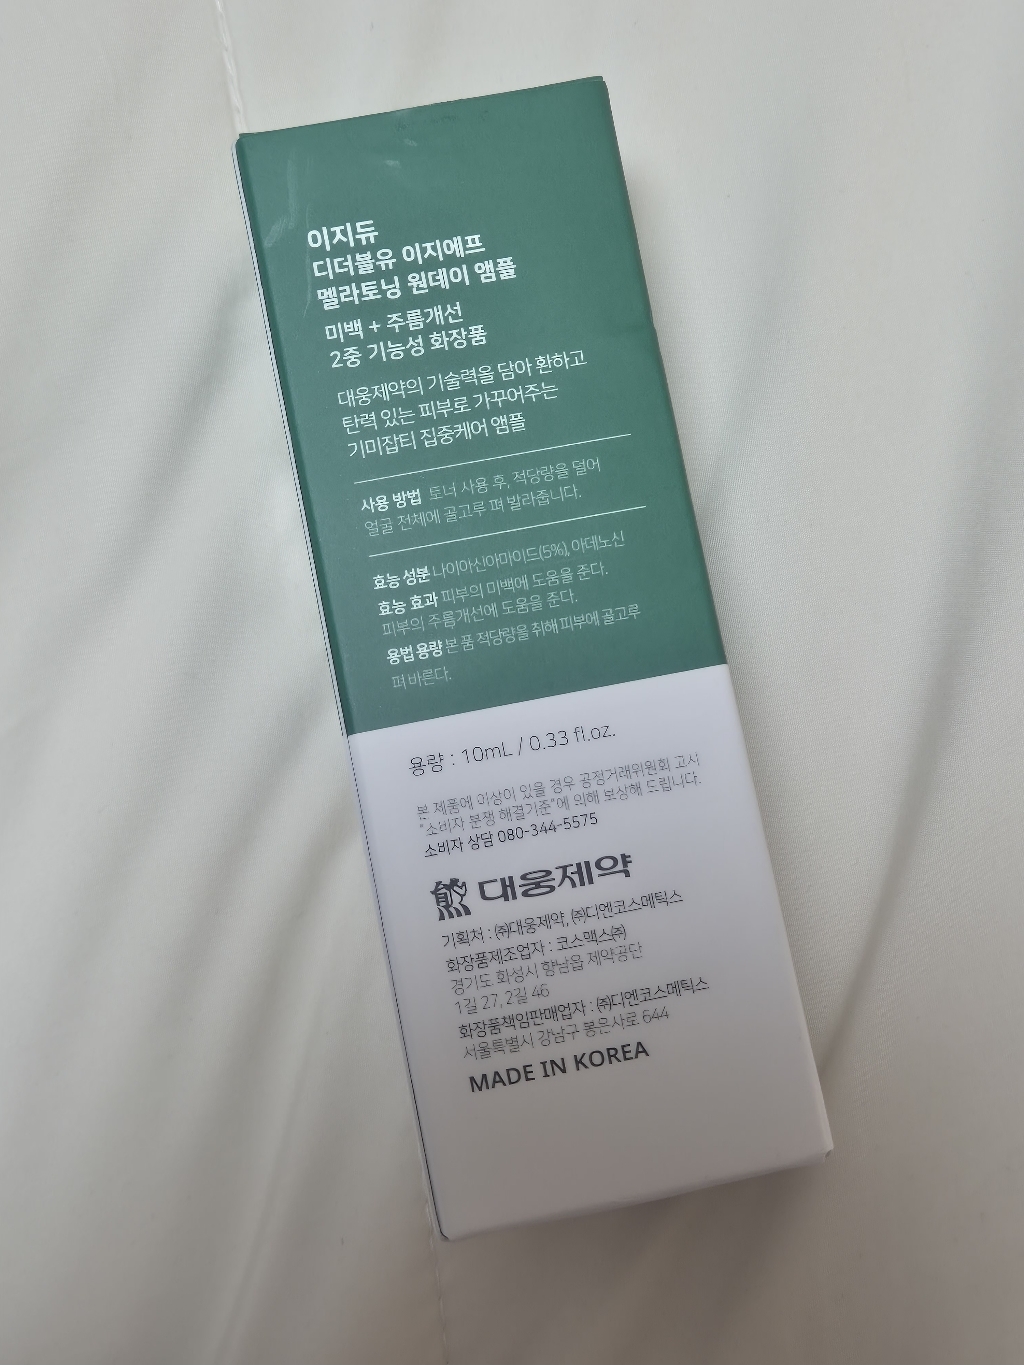 이지듀
디더블유 이지에프
멜라토닝 원데이 앰플
미백 + 주름개선
2중 기능성 화장품
대웅제약의 기술력을 담아 환하고
탄력 있는 피부로 가꾸어주는
기미잡티 집중케어 앰플
사용 방법 토너 사용 후, 적당량을 덜어
얼굴 전체에 골고루 펴 발라줍니다.
효능 성분 나이아신아마이드(5%), 아데노신
효능 효과 피부의 미백에 도움을 준다.
피부의 주름개선에 도움을 준다.
용법 용량 본 품 적당량을 취해 피부에 골고루
펴 바른다.
용량 : 10mL / 0.33 fl.oz.
본 제품에 이상이 있을 경우 공정거래위원회 고시
"소비자 분쟁 해결기준"에 의해 보상해 드립니다.
소비자 상담 080-344-5575
대웅제약
기획처 : ㈜대웅제약, ㈜디엔코스메틱스
화장품제조업자 : 코스맥스㈜
경기도 화성시 향남읍 제약공단
1길 27, 2길 46
화장품책임판매업자 : ㈜디엔코스메틱스
서울특별시 강남구 봉은사로 644
MADE IN KOREA